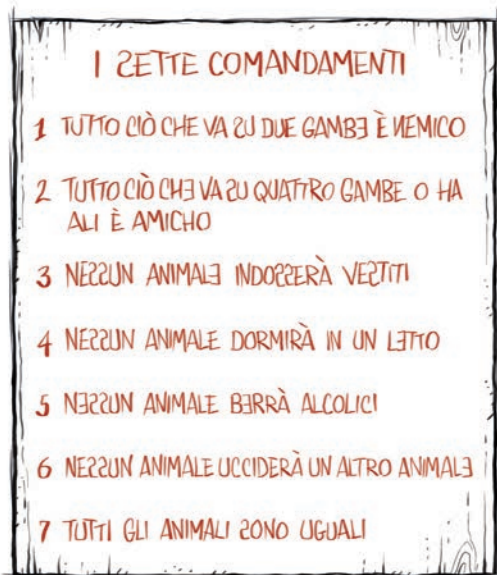 I SETTE COMANDAMENTI
1 TUTTO CIÒ CHE VA SU DUE GAMBE È NEMICO
2 TUTTO CIÒ CHE VA SU QUATTRO GAMBE O HA
ALI È AMICHO
3 NESSUN ANIMALE INDOSSERÀ VESTITI
4 NESSUN ANIMALE DORMIRÀ IN UN LETTO
5 NESSUN ANIMALE BERRÀ ALCOLICI
6 NESSUN ANIMALE UCCIDERÀ UN ALTRO ANIMALE
7 TUTTI GLI ANIMALI SONO UGUALI